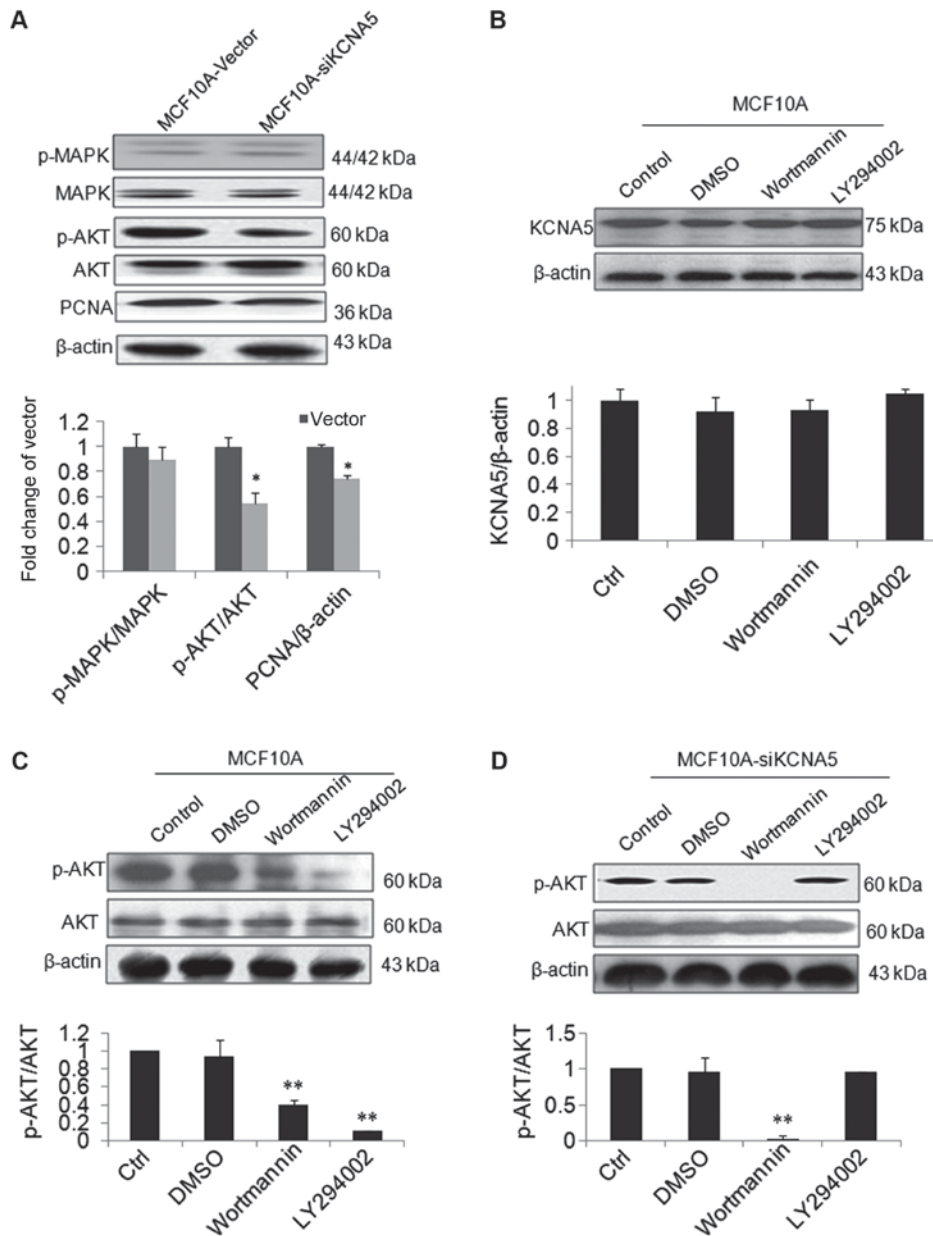 A
MCF10A-Vector
MCF10A-siKCNA5
p-MAPK
44/42 kDa
MAPK
44/42 kDa
p-AKT
60 kDa
AKT
60 kDa
PCNA
36 kDa
β-actin
43 kDa
Fold change of vector
1.2
1
0.8
0.6
0.4
0.2
0
Vector
*
*
p-MAPK/MAPK
p-AKT/AKT
PCNA/β-actin
B
MCF10A
Control
DMSO
Wortmannin
LY294002
KCNA5
75 kDa
β-actin
43 kDa
KCNA5/β-actin
1
0.8
0.6
0.4
0.2
0
Ctrl
DMSO
Wortmannin
LY294002
C
MCF10A
Control
DMSO
Wortmannin
LY294002
p-AKT
60 kDa
AKT
60 kDa
β-actin
43 kDa
p-AKT/AKT
1.2
1
0.8
0.6
0.4
0.2
0
**
**
Ctrl
DMSO
Wortmannin
LY294002
D
MCF10A-siKCNA5
Control
DMSO
Wortmannin
LY294002
p-AKT
60 kDa
AKT
60 kDa
β-actin
43 kDa
p-AKT/AKT
1.5
1
0.5
0
**
Ctrl
DMSO
Wortmannin
LY294002